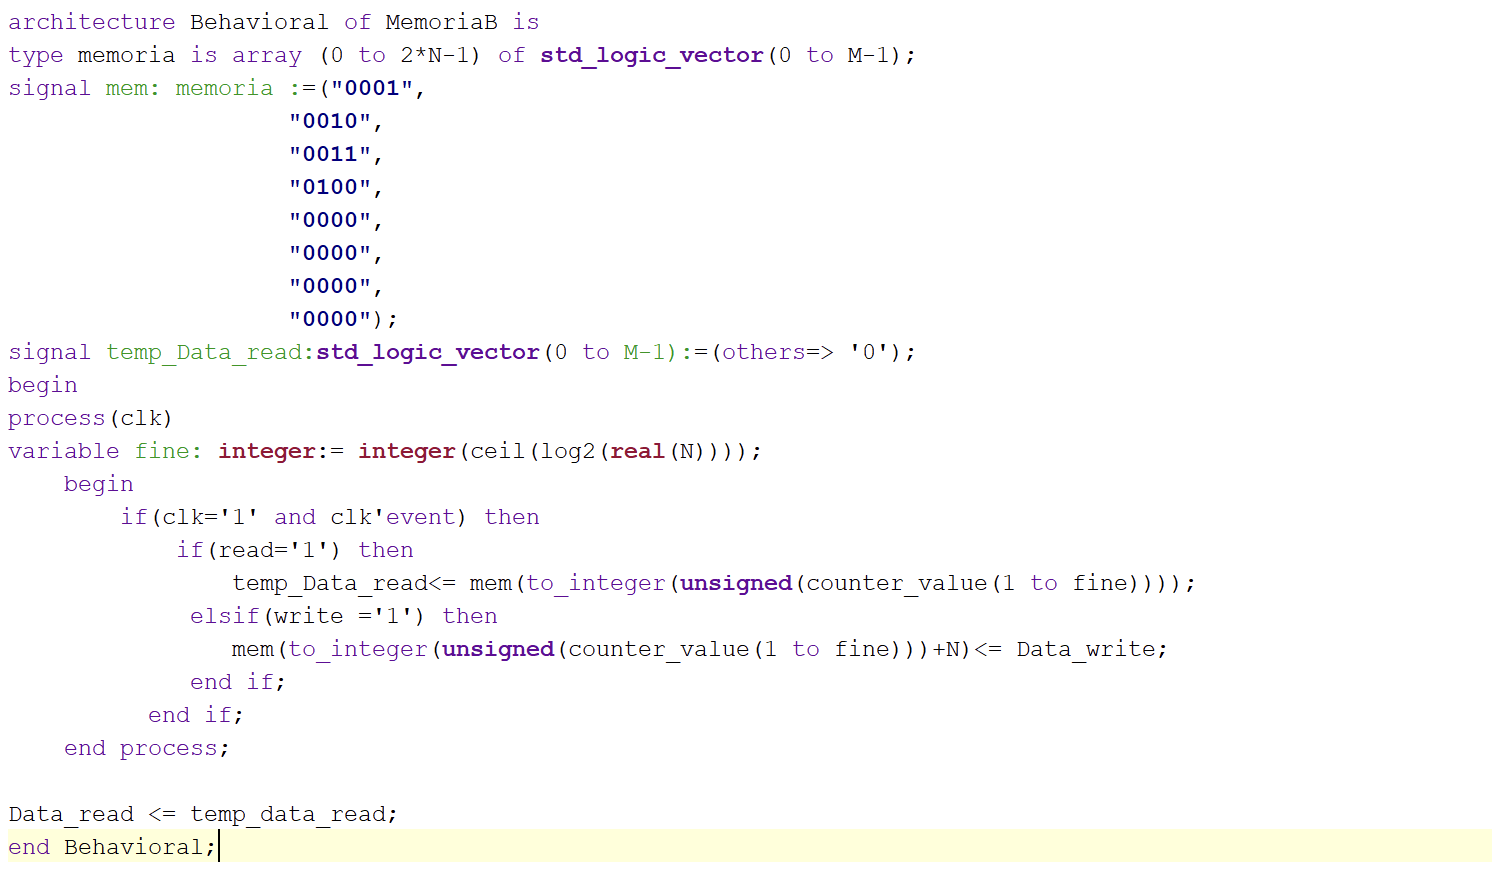 architecture Behavioral of MemoriaB is
type memoria is array (0 to 2*N-1) of std_logic_vector(0 to M-1);
signal mem: memoria :=("0001",
                    "0010",
                    "0011",
                    "0100",
                    "0000",
                    "0000",
                    "0000",
                    "0000");
signal temp_Data_read:std_logic_vector(0 to M-1):=(others=> '0');
begin
process(clk)
variable fine: integer:= integer(ceil(log2(real(N))));
    begin
        if(clk='1' and clk'event) then
            if(read='1') then
                temp_Data_read<= mem(to_integer(unsigned(counter_value(1 to fine))));
             elsif(write ='1') then
                mem(to_integer(unsigned(counter_value(1 to fine)))+N)<= Data_write;
             end if;
          end if;
    end process;

Data_read <= temp_data_read;
end Behavioral;